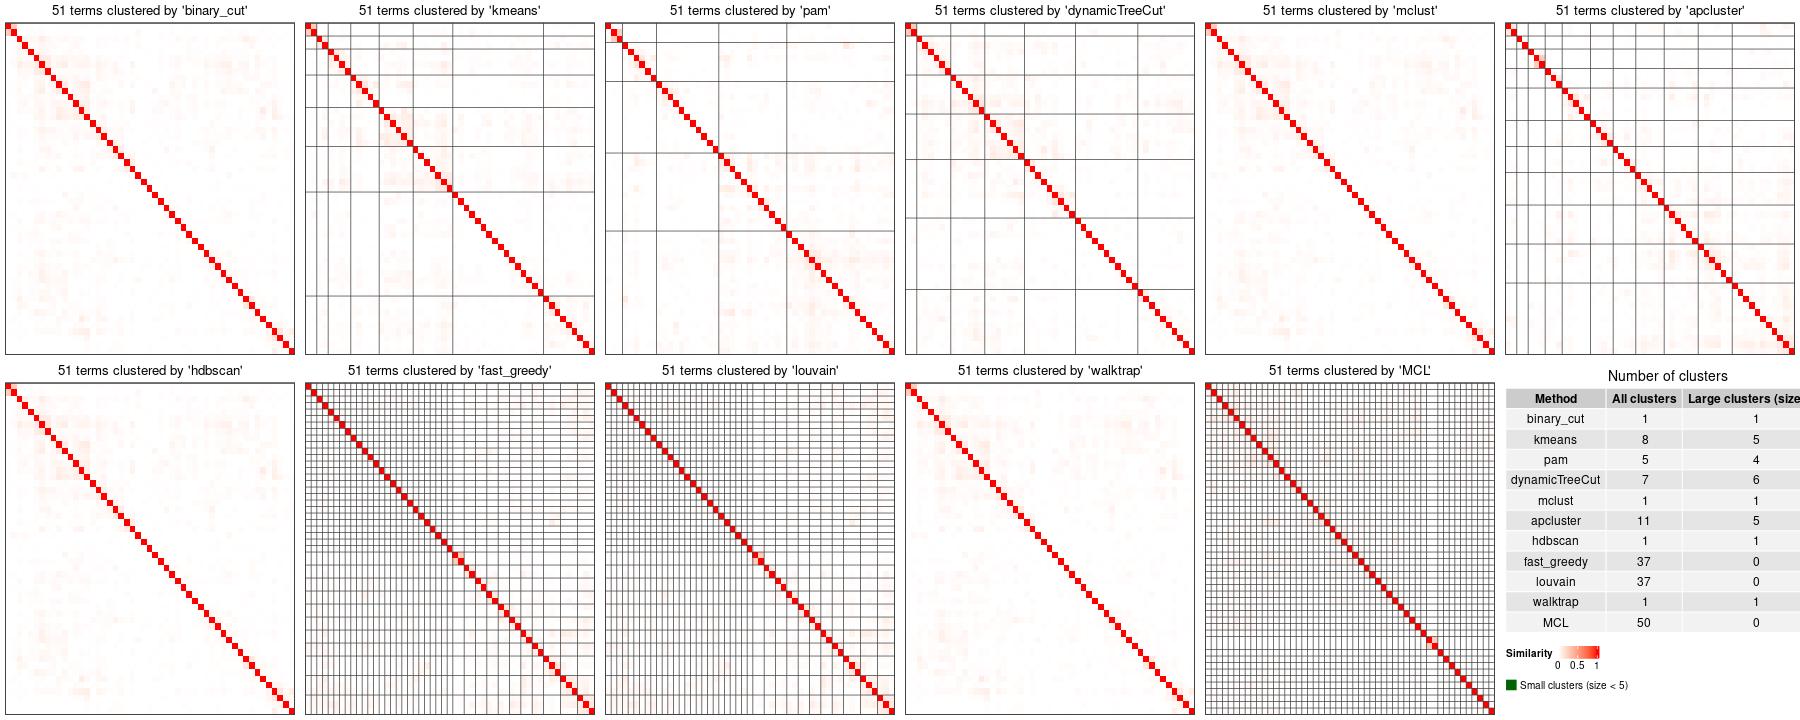 51 terms clustered by 'binary_cut'
51 terms clustered by 'kmeans'
51 terms clustered by 'pam'
51 terms clustered by 'dynamicTreeCut'
51 terms clustered by 'mclust'
51 terms clustered by 'apcluster'
51 terms clustered by 'hdbscan'
51 terms clustered by 'fast_greedy'
51 terms clustered by 'louvain'
51 terms clustered by 'walktrap'
51 terms clustered by 'MCL'
Number of clusters
Method All clusters Large clusters (size
binary_cut 1 1
kmeans 8 5
pam 5 4
dynamicTreeCut 7 6
mclust 1 1
apcluster 11 5
hdbscan 1 1
fast_greedy 37 0
louvain 37 0
walktrap 1 1
MCL 50 0
Similarity
0 0.5 1
Small clusters (size < 5)